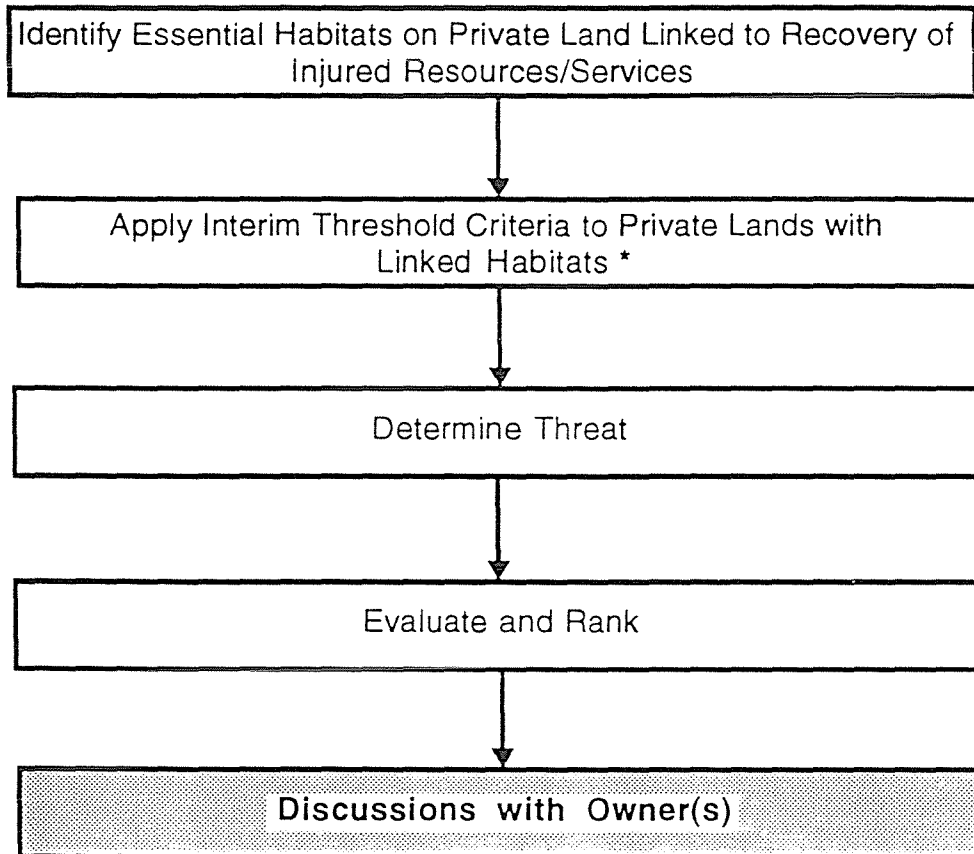 Identify Essential Habitats on Private Land Linked to Recovery of
Injured Resources/Services
Apply Interim Threshold Criteria to Private Lands with
Linked Habitats *
Determine Threat
Evaluate and Rank
Discussions with Owner(s)